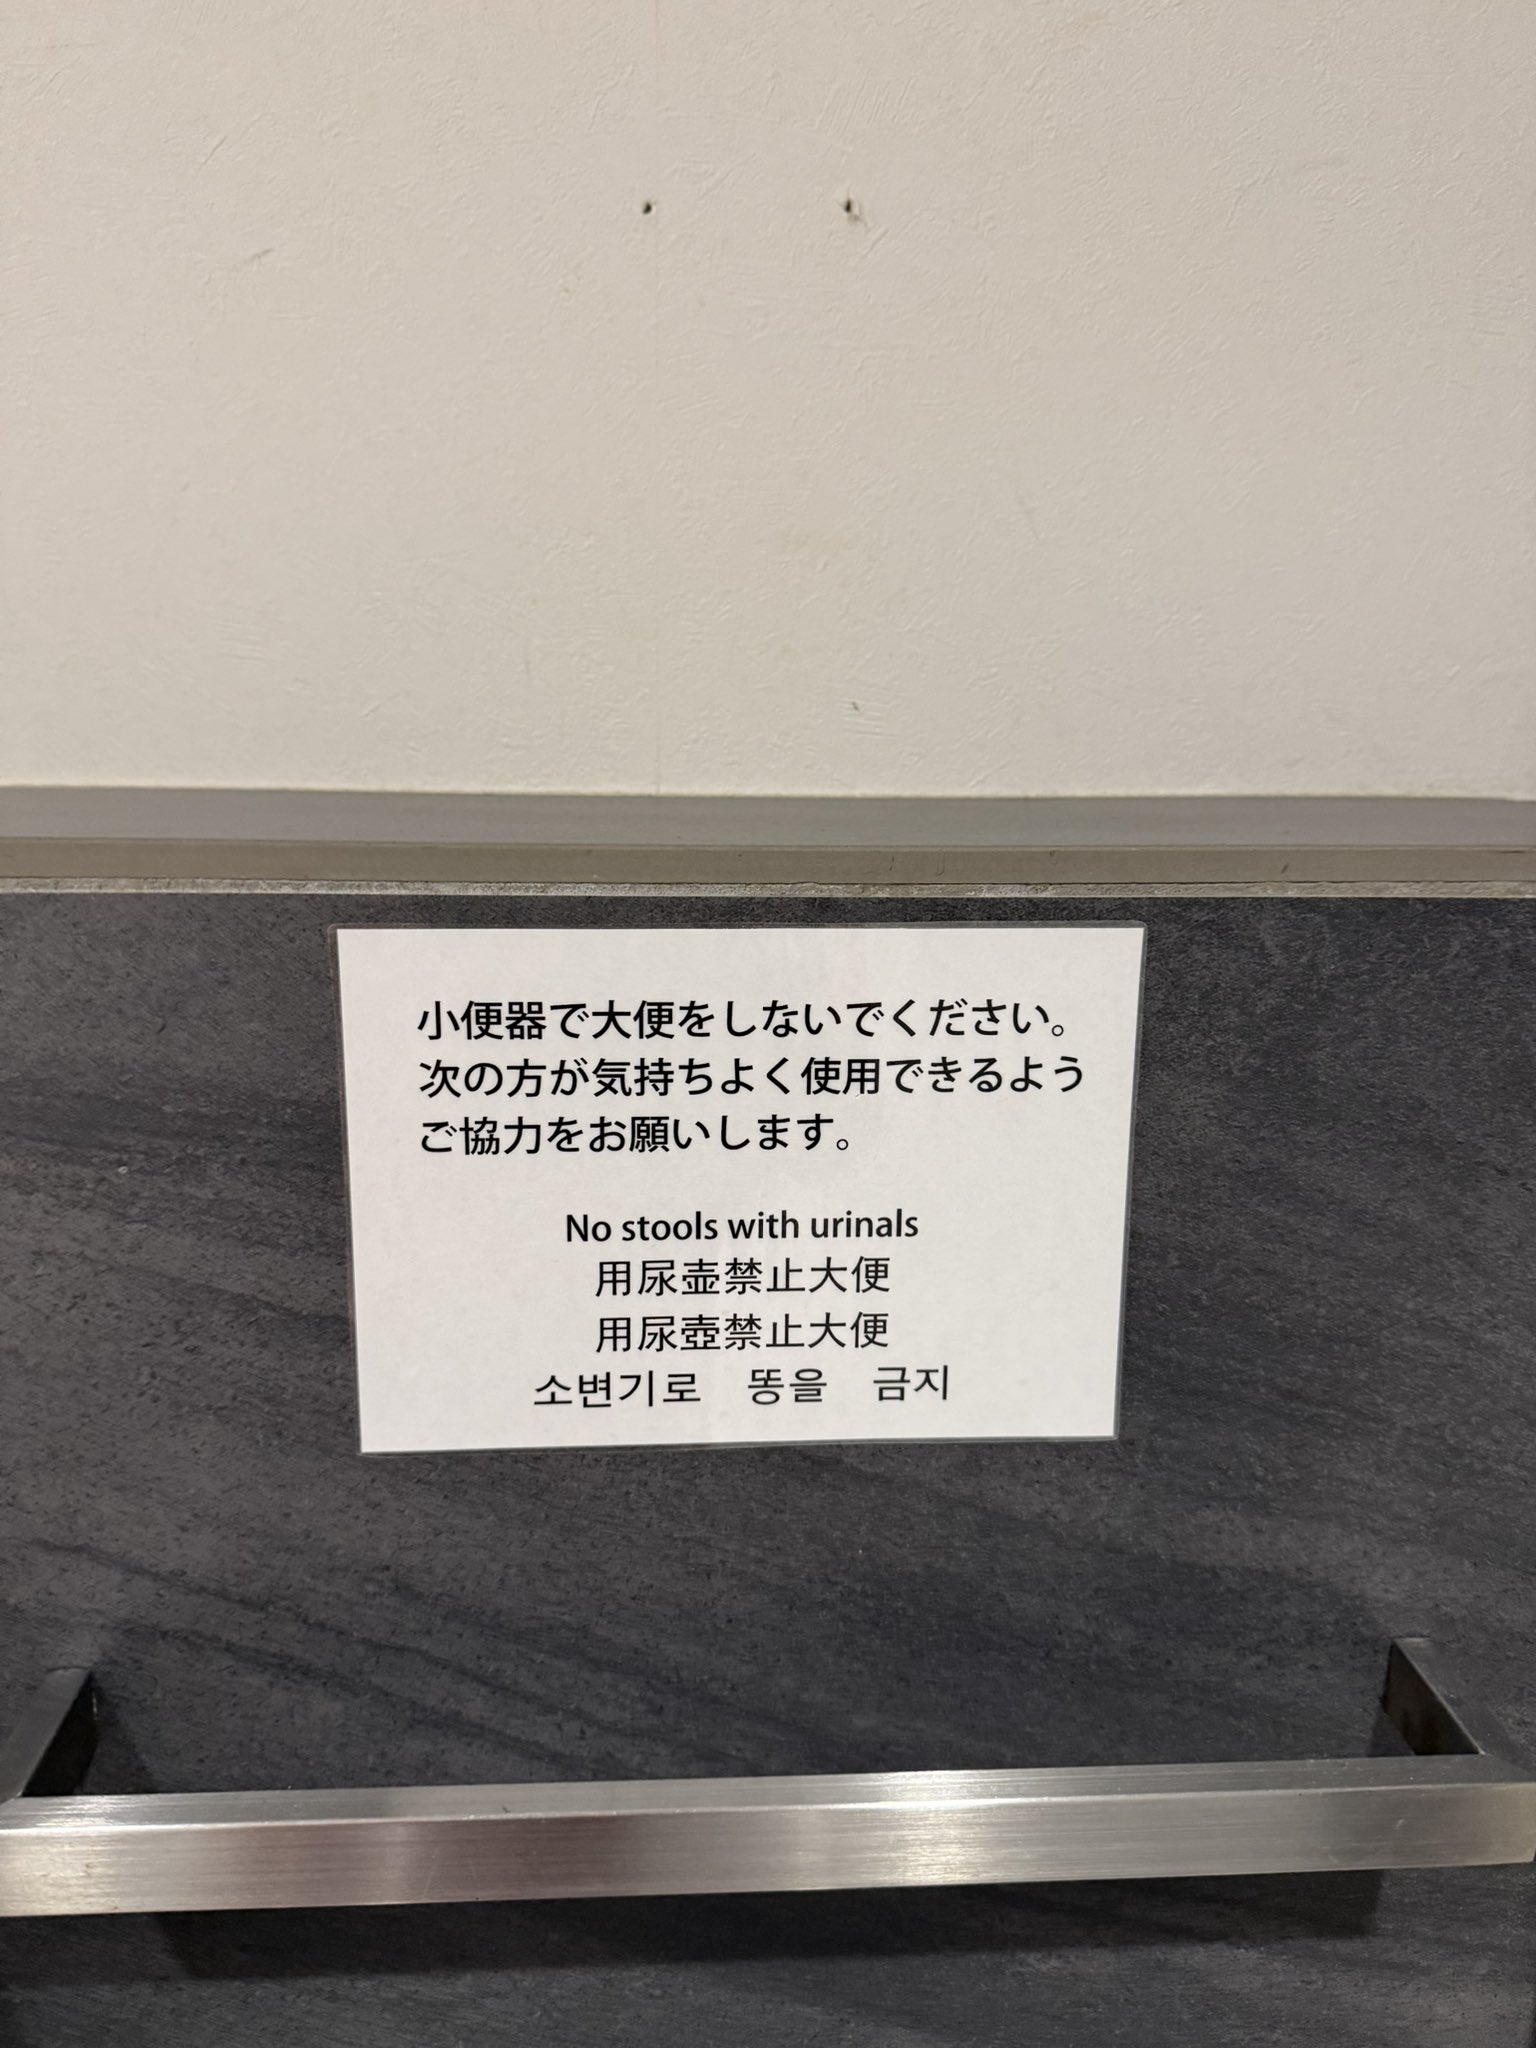 小便器で大便をしないでください。
次の方が気持ちよく使用できるよう
ご協力をお願いします。
No stools with urinals
用尿壶禁止大便
用尿壺禁止大便
소변기로　똥을　금지